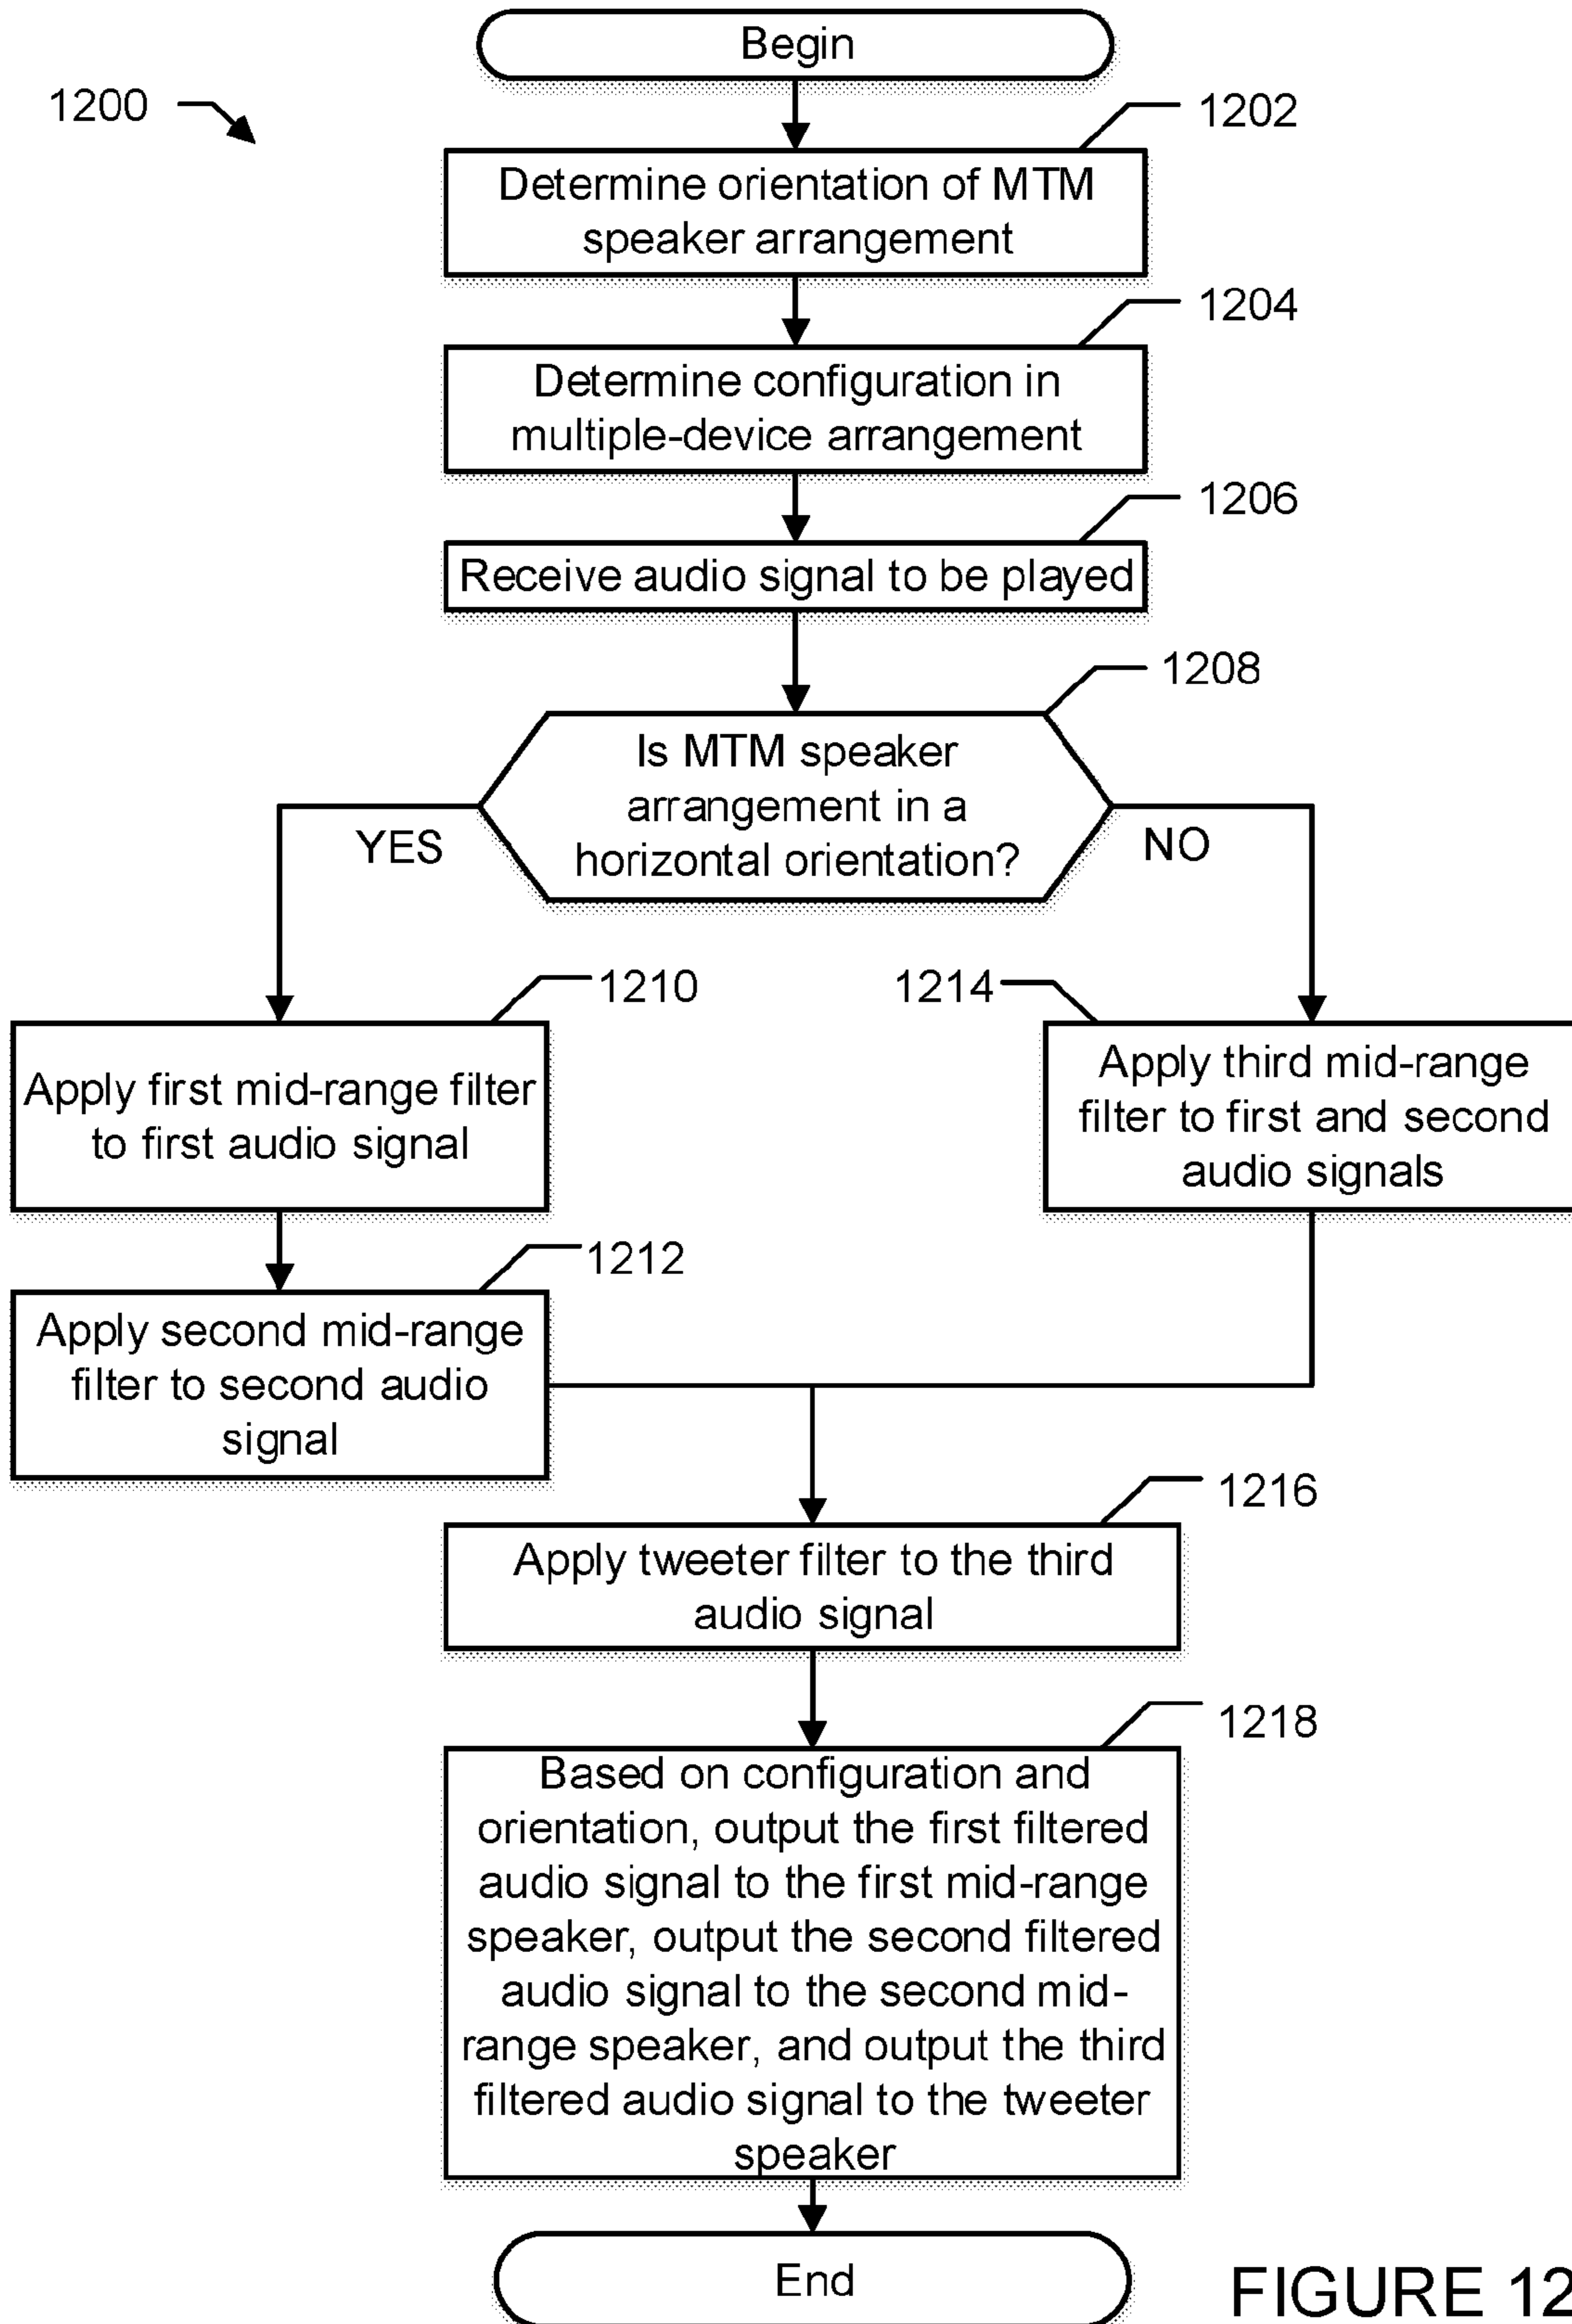 Begin
1200
1202
Determine orientation of MTM
speaker arrangement
1204
Determine configuration in
multiple-device arrangement
1206
Receive audio signal to be played
1208
Is MTM speaker
arrangement in a
horizontal orientation?
YES
NO
1210
Apply first mid-range filter
to first audio signal
1214
Apply third mid-range
filter to first and second
audio signals
1212
Apply second mid-range
filter to second audio
signal
1216
Apply tweeter filter to the third
audio signal
1218
Based on configuration and
orientation, output the first filtered
audio signal to the first mid-range
speaker, output the second filtered
audio signal to the second mid-
range speaker, and output the third
filtered audio signal to the tweeter
speaker
End
FIGURE 12